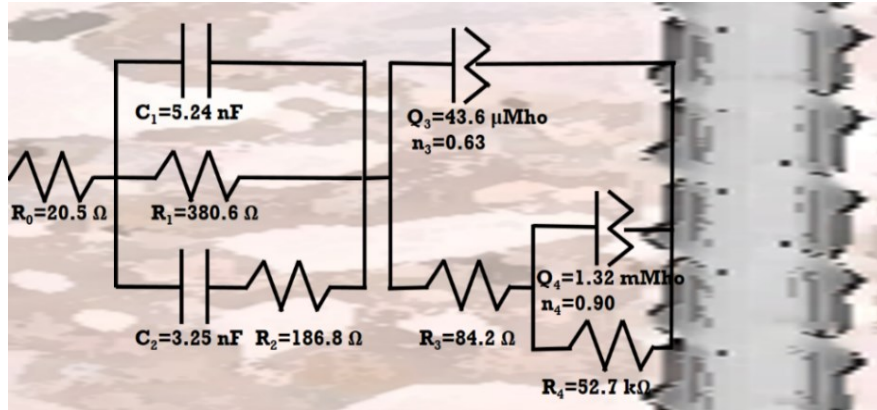 C₁=5.24 nF
Q₃=43.6 µMho
n₃=0.63
R₀=20.5 Ω
R₁=380.6 Ω
Q₄=1.32 mMho
n₄=0.90
C₂=3.25 nF
R₂=186.8 Ω
R₃=84.2 Ω
R₄=52.7 kΩ